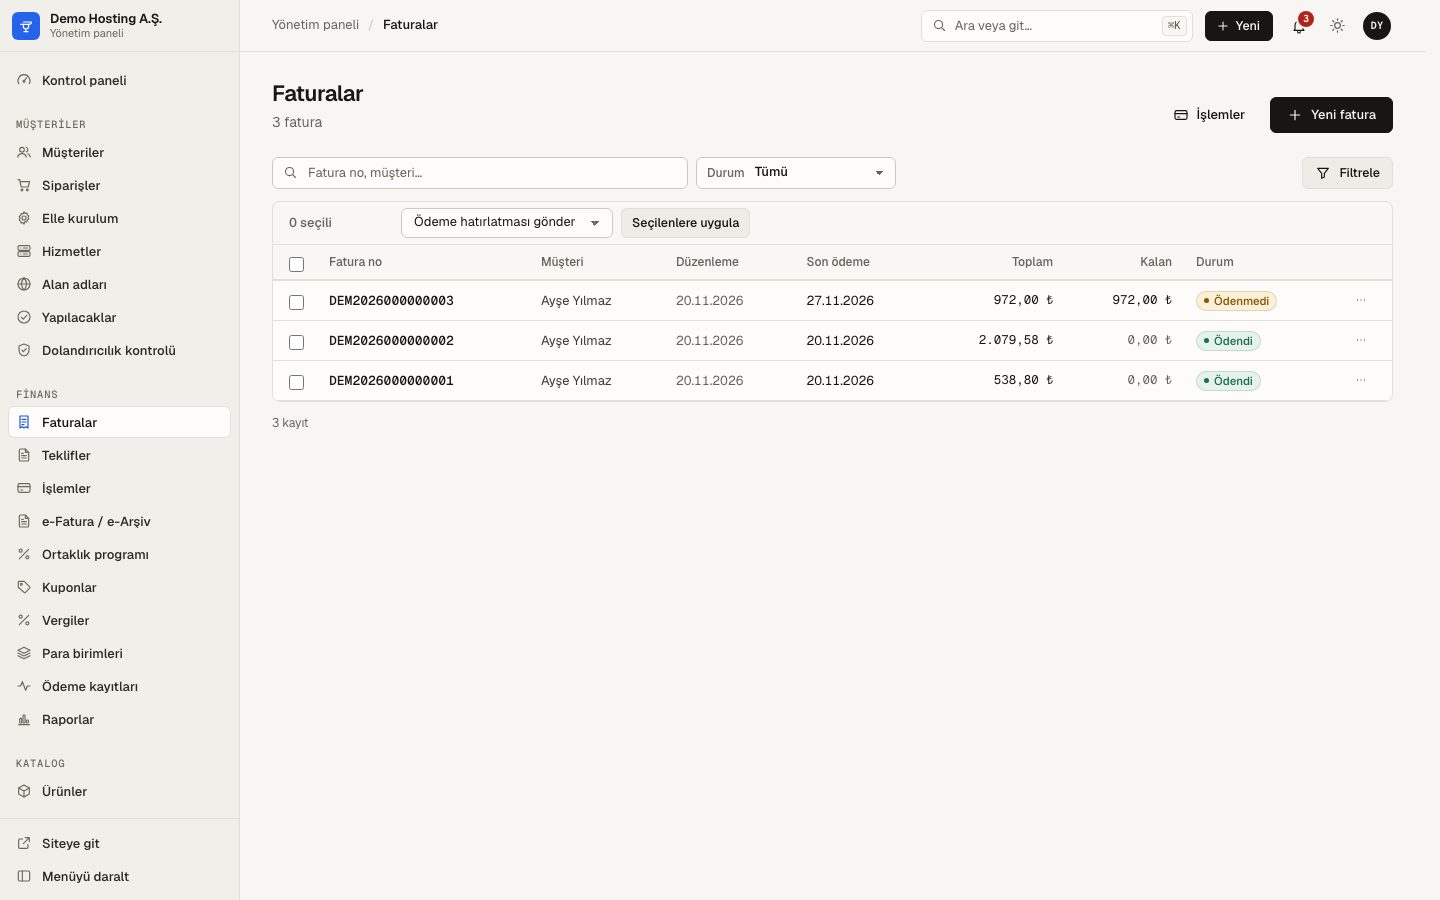 Demo Hosting A.Ş.
Yönetim paneli
Kontrol paneli
MÜŞTERİLER
Müşteriler
Siparişler
Elle kurulum
Hizmetler
Alan adları
Yapılacaklar
Dolandırıcılık kontrolü
FİNANS
Faturalar
Teklifler
İşlemler
e-Fatura / e-Arşiv
Ortaklık programı
Kuponlar
Vergiler
Para birimleri
Ödeme kayıtları
Raporlar
KATALOG
Ürünler
Siteye git
Menüyü daralt
Yönetim paneli / Faturalar
Ara veya git... ⌘K
Yeni
3
DY
Faturalar
3 fatura
İşlemler
Yeni fatura
Fatura no, müşteri...
Durum Tümü
Filtrele
0 seçili Ödeme hatırlatması gönder Seçilenlere uygula
Fatura no Müşteri Düzenleme Son ödeme Toplam Kalan Durum
DEM2026000000003 Ayşe Yılmaz 20.11.2026 27.11.2026 972,00 ₺ 972,00 ₺ Ödenmedi ...
DEM2026000000002 Ayşe Yılmaz 20.11.2026 20.11.2026 2.079,58 ₺ 0,00 ₺ Ödendi ...
DEM2026000000001 Ayşe Yılmaz 20.11.2026 20.11.2026 538,80 ₺ 0,00 ₺ Ödendi ...
3 kayıt